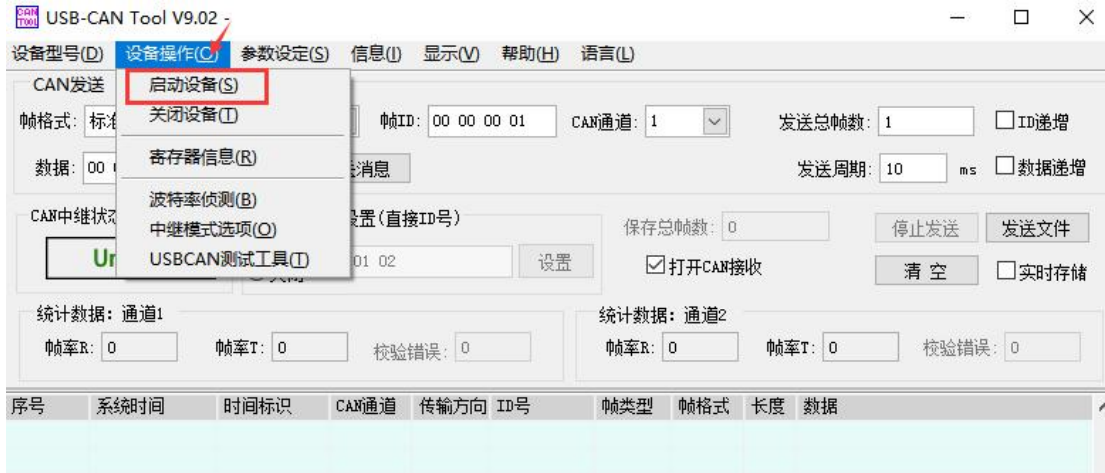 CAN TOOL USB-CAN Tool V9.02 -
设备型号(D) 设备操作(C) 参数设定(S) 信息(I) 显示(V) 帮助(H) 语言(L)
CAN发送
启动设备(S)
关闭设备(T)
寄存器信息(R)
波特率侦测(B)
中继模式选项(O)
USBCAN测试工具(T)
帧格式: 标准 帧ID: 00 00 00 01 CAN通道: 1 发送总帧数: 1 ID递增
数据: 00 消息 发送周期: 10 ms 数据递增
CAN中继状态 设置(直接ID号) 保存总帧数: 0 停止发送 发送文件
Un 01 02 设置 打开CAN接收 清 空 实时存储
统计数据: 通道1 统计数据: 通道2
帧率R: 0 帧率T: 0 校验错误: 0 帧率R: 0 帧率T: 0 校验错误: 0
序号 系统时间 时间标识 CAN通道 传输方向 ID号 帧类型 帧格式 长度 数据